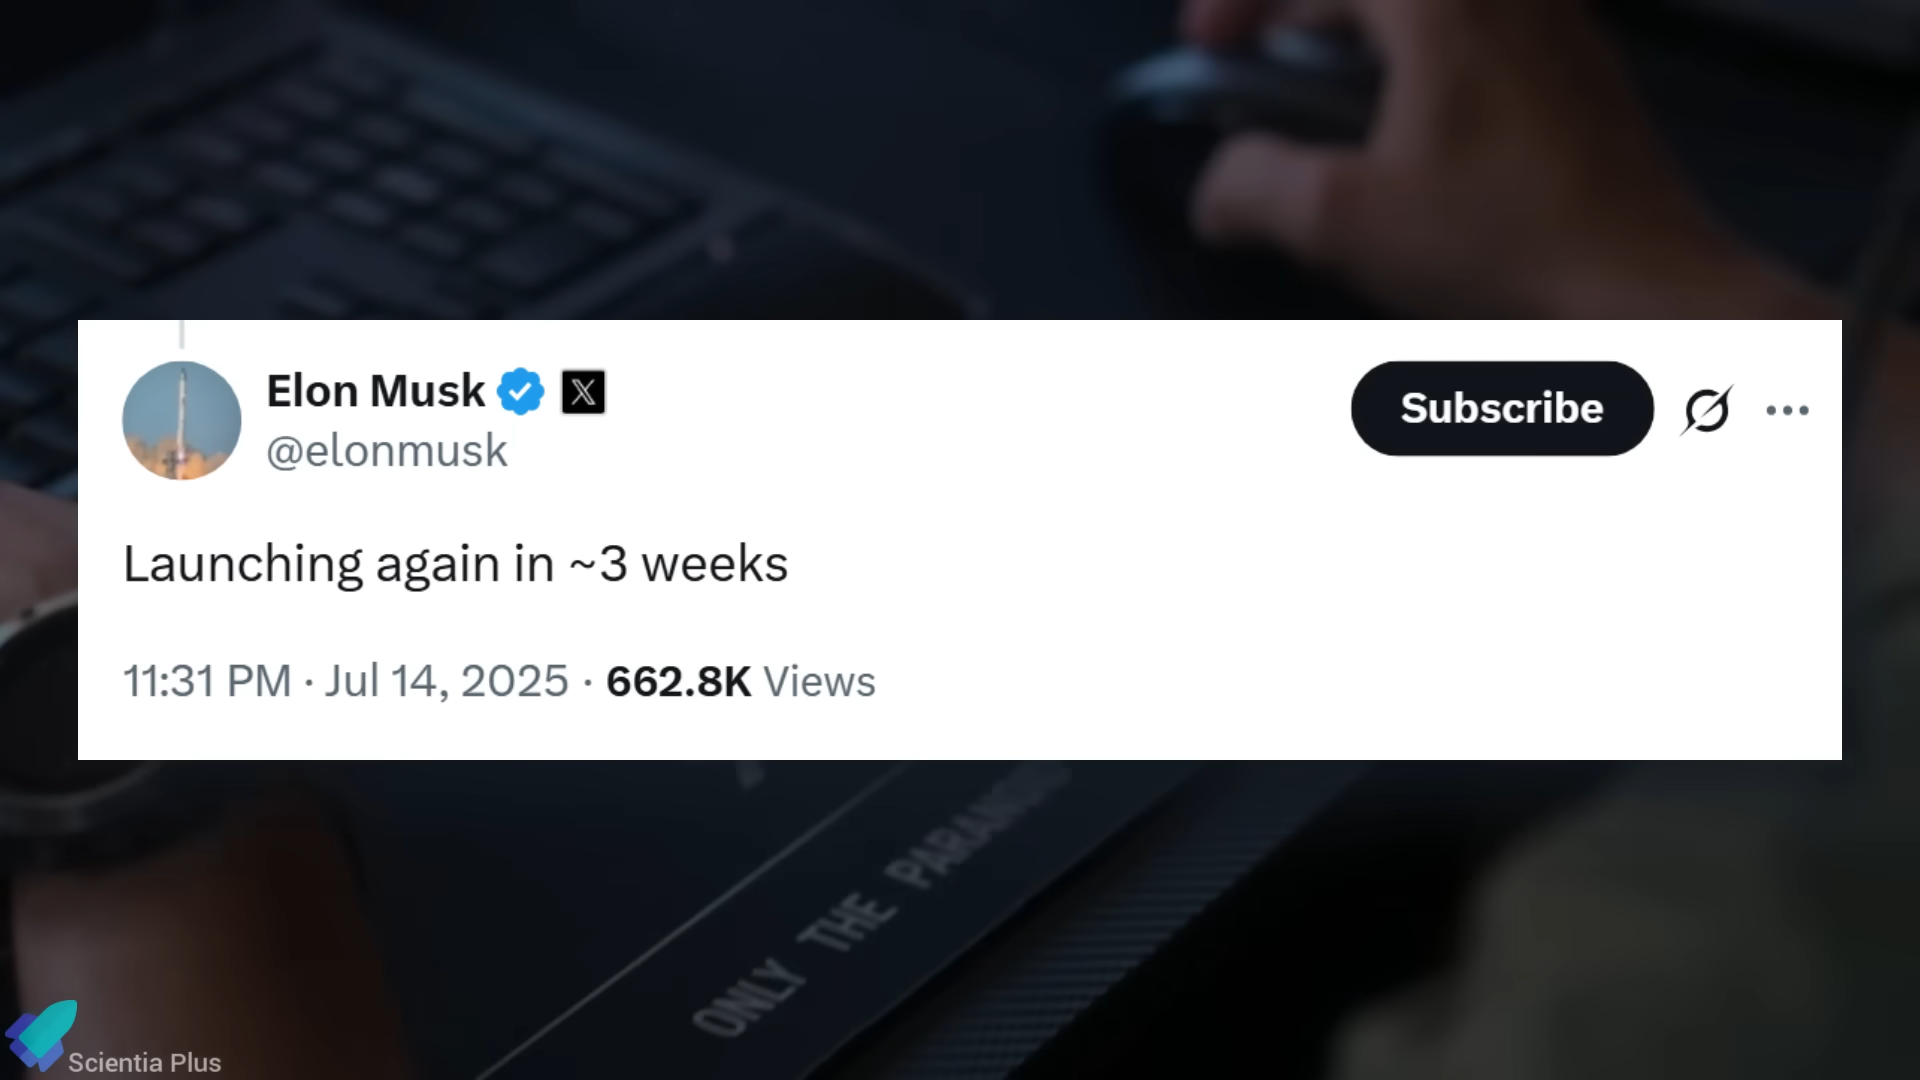 Elon Musk
Subscribe
@elonmusk
Launching again in ~3 weeks
11:31 PM · Jul 14, 2025 · 662.8K Views
ONLY THE PARANOID
Scientia Plus